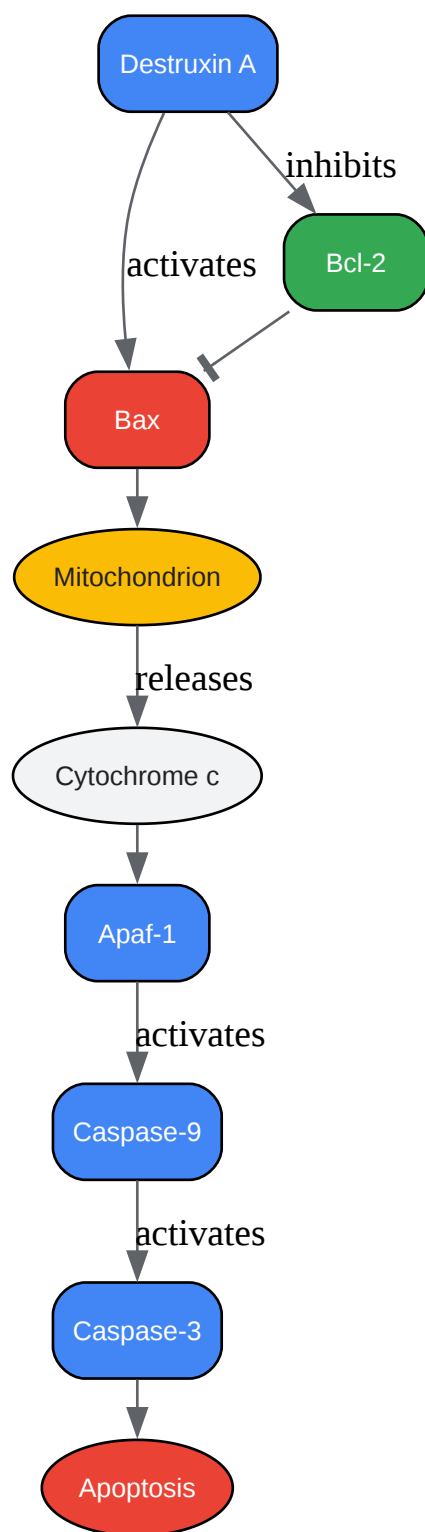 Destruxin A
inhibits
Bcl-2
activates
Bax
Mitochondrion
releases
Cytochrome c
Apaf-1
activates
Caspase-9
activates
Caspase-3
Apoptosis